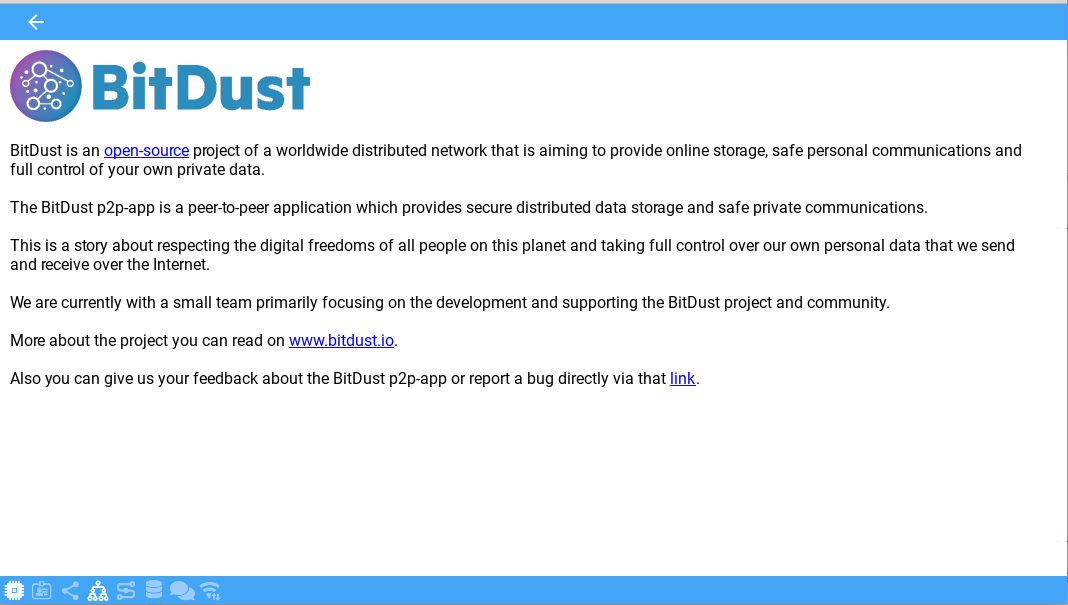 BitDust
BitDust is an open-source project of a worldwide distributed network that is aiming to provide online storage, safe personal communications and
full control of your own private data.
The BitDust p2p-app is a peer-to-peer application which provides secure distributed data storage and safe private communications.
This is a story about respecting the digital freedoms of all people on this planet and taking full control over our own personal data that we send
and receive over the Internet.
We are currently with a small team primarily focusing on the development and supporting the BitDust project and community.
More about the project you can read on www.bitdust.io.
Also you can give us your feedback about the BitDust p2p-app or report a bug directly via that link.